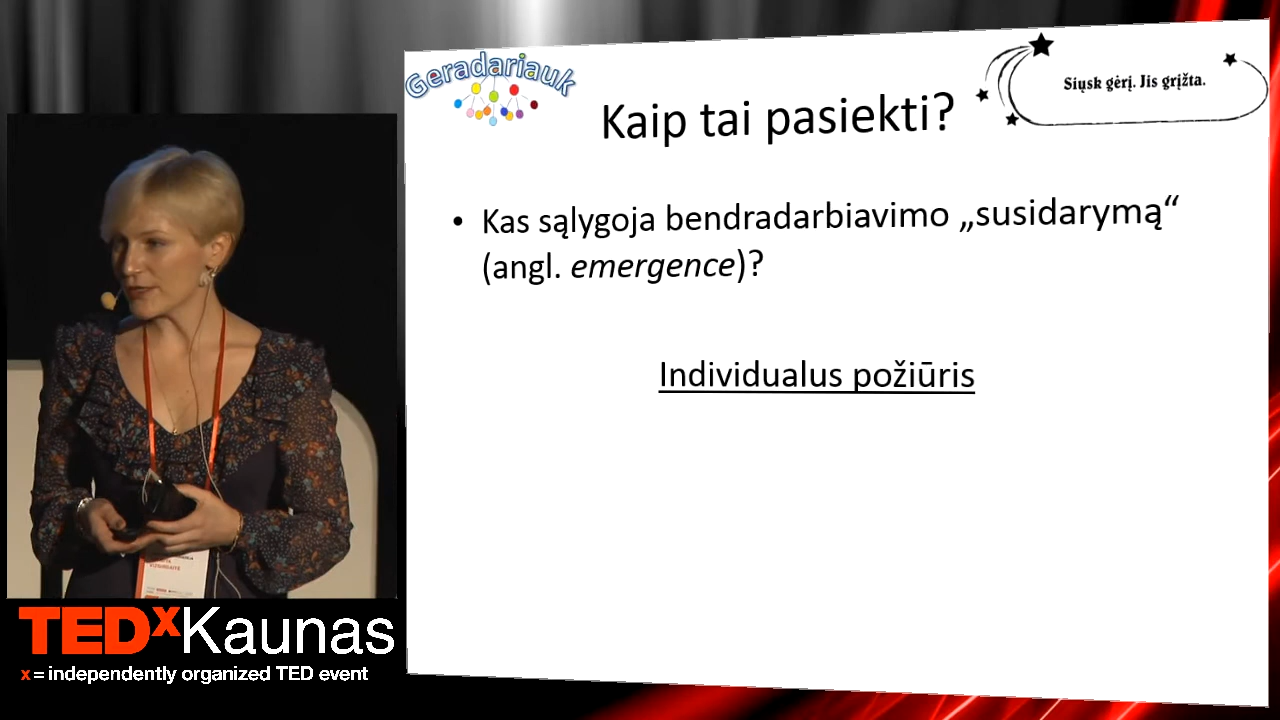 Geradariauk
Siųsk gėrį. Jis grįžta.
Kaip tai pasiekti?
• Kas sąlygoja bendradarbiavimo „susidarymą“
(angl. emergence)?
Individualus požiūris
TEDxKaunas
x = independently organized TED event